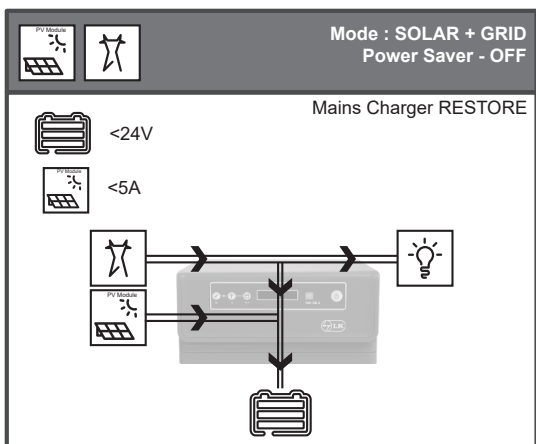 PV Module
Mode : SOLAR + GRID
Power Saver - OFF
Mains Charger RESTORE
<24V
PV Module
<5A
PV Module